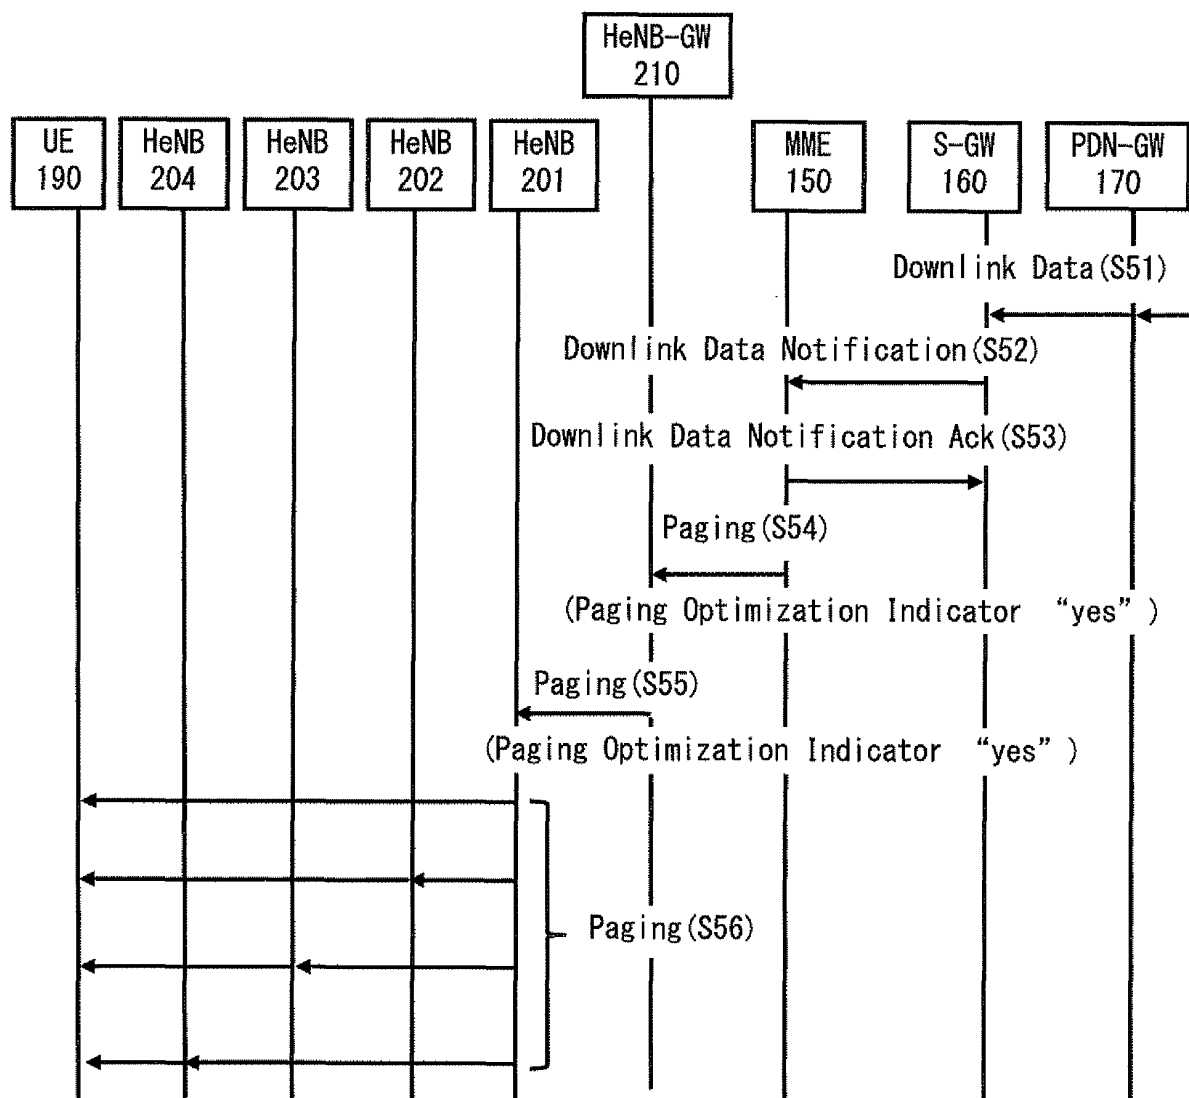 HeNB-GW
210
UE
190
HeNB
204
HeNB
203
HeNB
202
HeNB
201
MME
150
S-GW
160
PDN-GW
170
Downlink Data(S51)
Downlink Data Notification(S52)
Downlink Data Notification Ack(S53)
Paging(S54)
(Paging Optimization Indicator “yes”)
Paging(S55)
(Paging Optimization Indicator “yes”)
Paging(S56)